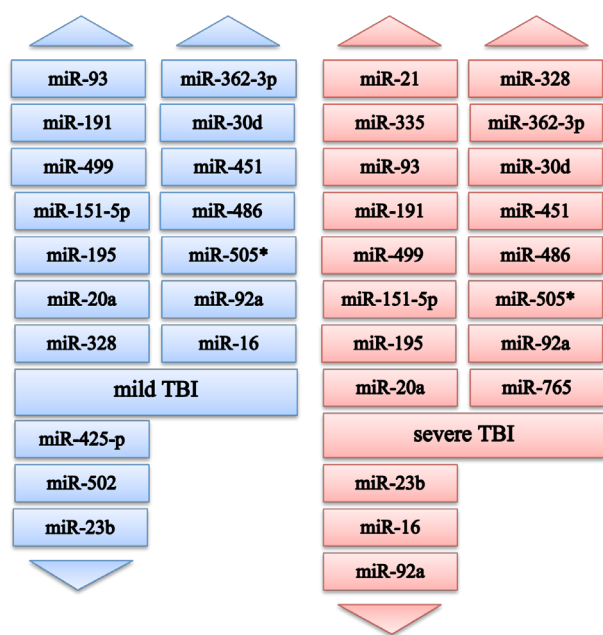 miR-93
miR-191
miR-499
miR-151-5p
miR-195
miR-20a
miR-328
miR-362-3p
miR-30d
miR-451
miR-486
miR-505*
miR-92a
miR-16
mild TBI
miR-425-p
miR-502
miR-23b
miR-21
miR-335
miR-93
miR-191
miR-499
miR-151-5p
miR-195
miR-20a
miR-328
miR-362-3p
miR-30d
miR-451
miR-486
miR-505*
miR-92a
miR-765
severe TBI
miR-23b
miR-16
miR-92a